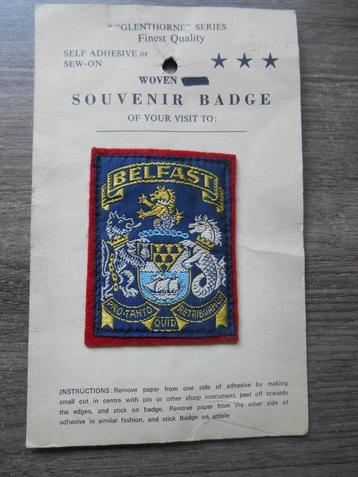 "GLENTHORNE" SERIES
Finest Quality
SELF ADHESIVE or
SEW-ON
★ ★ ★
WOVEN
SOUVENIR BADGE
OF YOUR VISIT TO:
BELFAST
PRO·TANTO QUID RETRIBUAMUS
INSTRUCTIONS: Remove paper from one side of adhesive by making
small cut in centre with pin or other sharp instrument, peel off towards
the edges, and stick on badge. Remove paper from the other side of
adhesive in similar fashion, and stick Badge on article